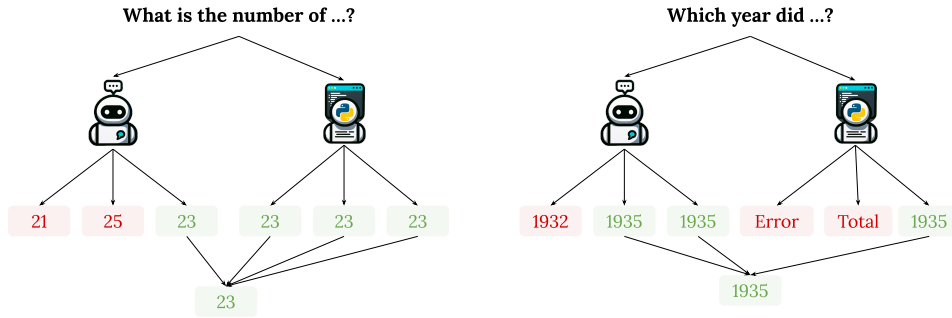 What is the number of ...?
Which year did ...?
21 25 23 23 23 23
1932 1935 1935 Error Total 1935
23
1935